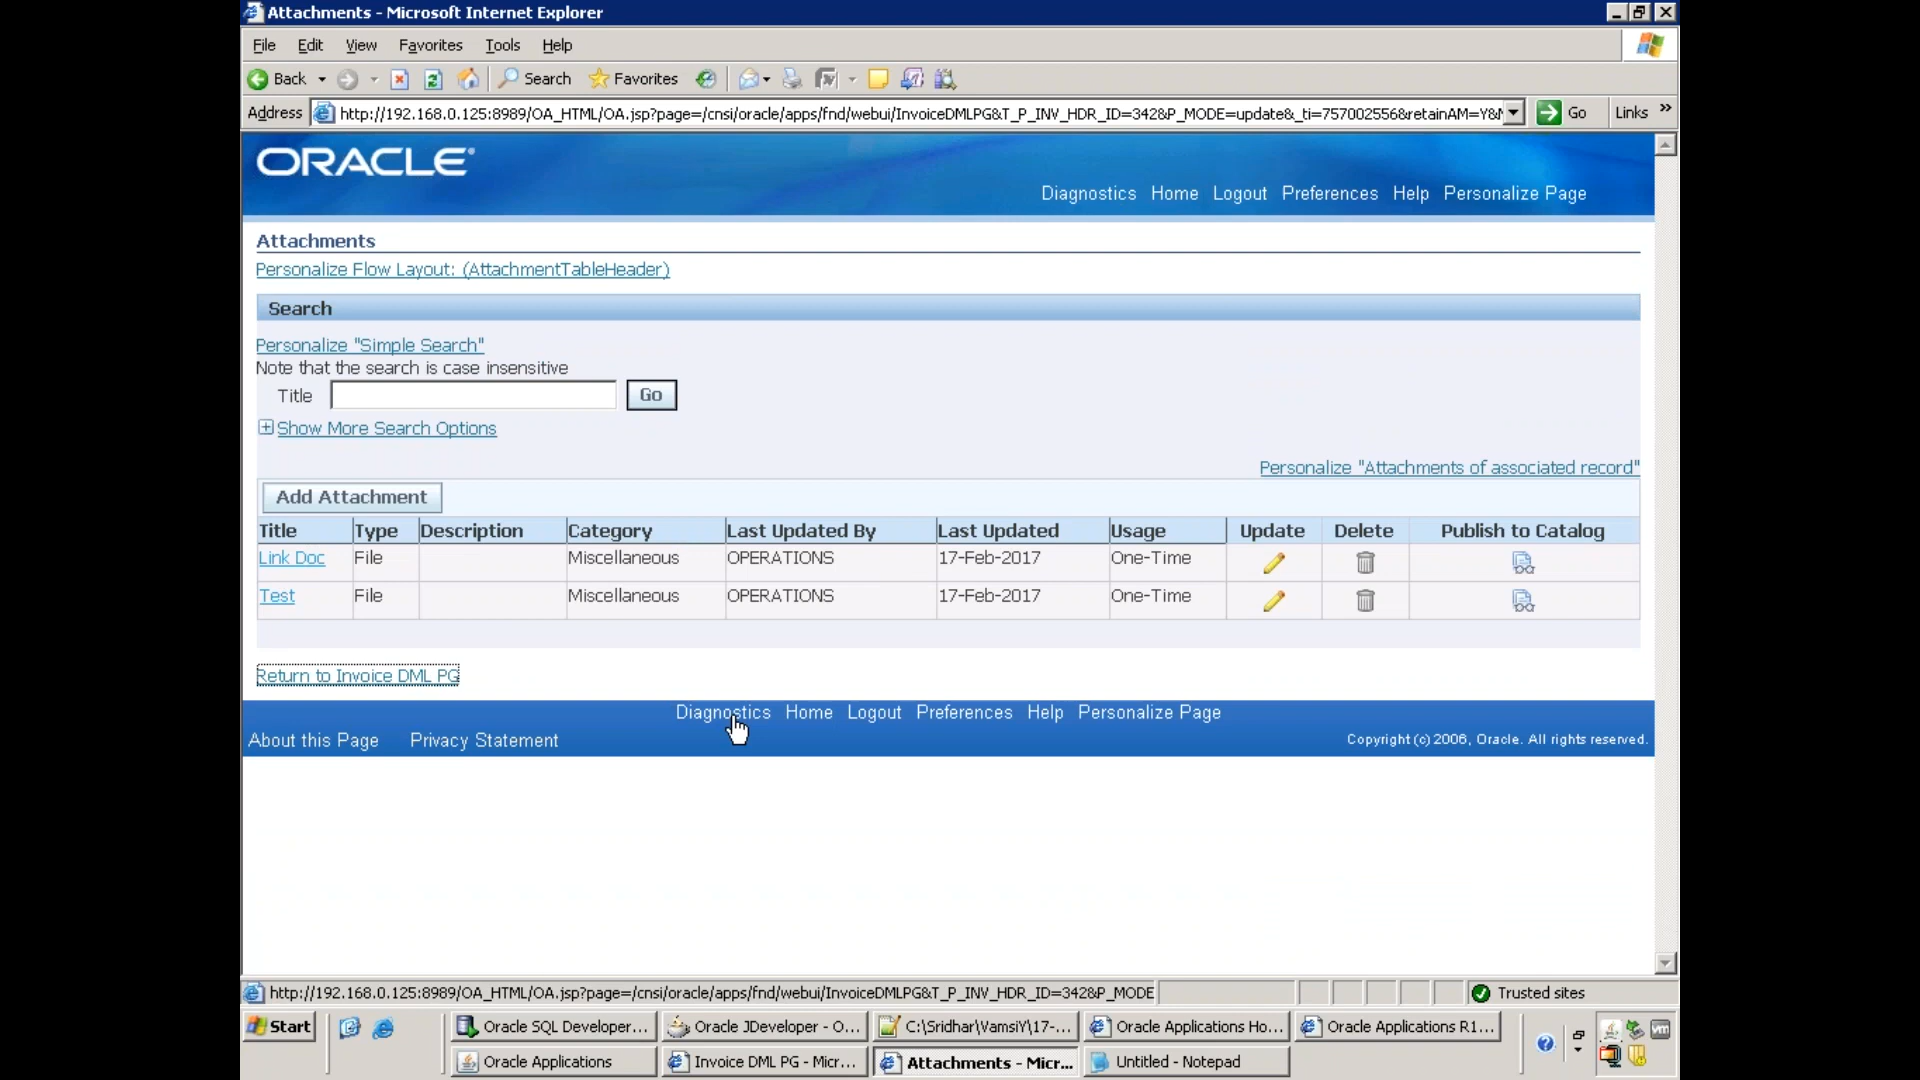 Attachments - Microsoft Internet Explorer
File Edit View Favorites Tools Help
Back Search Favorites
Address http://192.168.0.125:8989/OA_HTML/OA.jsp?page=/cnsi/oracle/apps/fnd/webui/InvoiceDMLPG&T_P_INV_HDR_ID=342&P_MODE=update&_ti=757002556&retainAM=Y& Go Links »
ORACLE
Diagnostics Home Logout Preferences Help Personalize Page
Attachments
Personalize Flow Layout: (AttachmentTableHeader)
Search
Personalize "Simple Search"
Note that the search is case insensitive
Title Go
Show More Search Options
Personalize "Attachments of associated record"
Add Attachment
Title Type Description Category Last Updated By Last Updated Usage Update Delete Publish to Catalog
Link Doc File Miscellaneous OPERATIONS 17-Feb-2017 One-Time
Test File Miscellaneous OPERATIONS 17-Feb-2017 One-Time
Return to Invoice DML PG
Diagnostics Home Logout Preferences Help Personalize Page
About this Page Privacy Statement Copyright (c) 2006, Oracle. All rights reserved.
http://192.168.0.125:8989/OA_HTML/OA.jsp?page=/cnsi/oracle/apps/fnd/webui/InvoiceDMLPG&T_P_INV_HDR_ID=342&P_MODE Trusted sites
Start Oracle SQL Developer... Oracle JDeveloper - O... C:\Sridhar\VamsiY\17-... Oracle Applications Ho... Oracle Applications R1...
Oracle Applications Invoice DML PG - Micr... Attachments - Micr... Untitled - Notepad